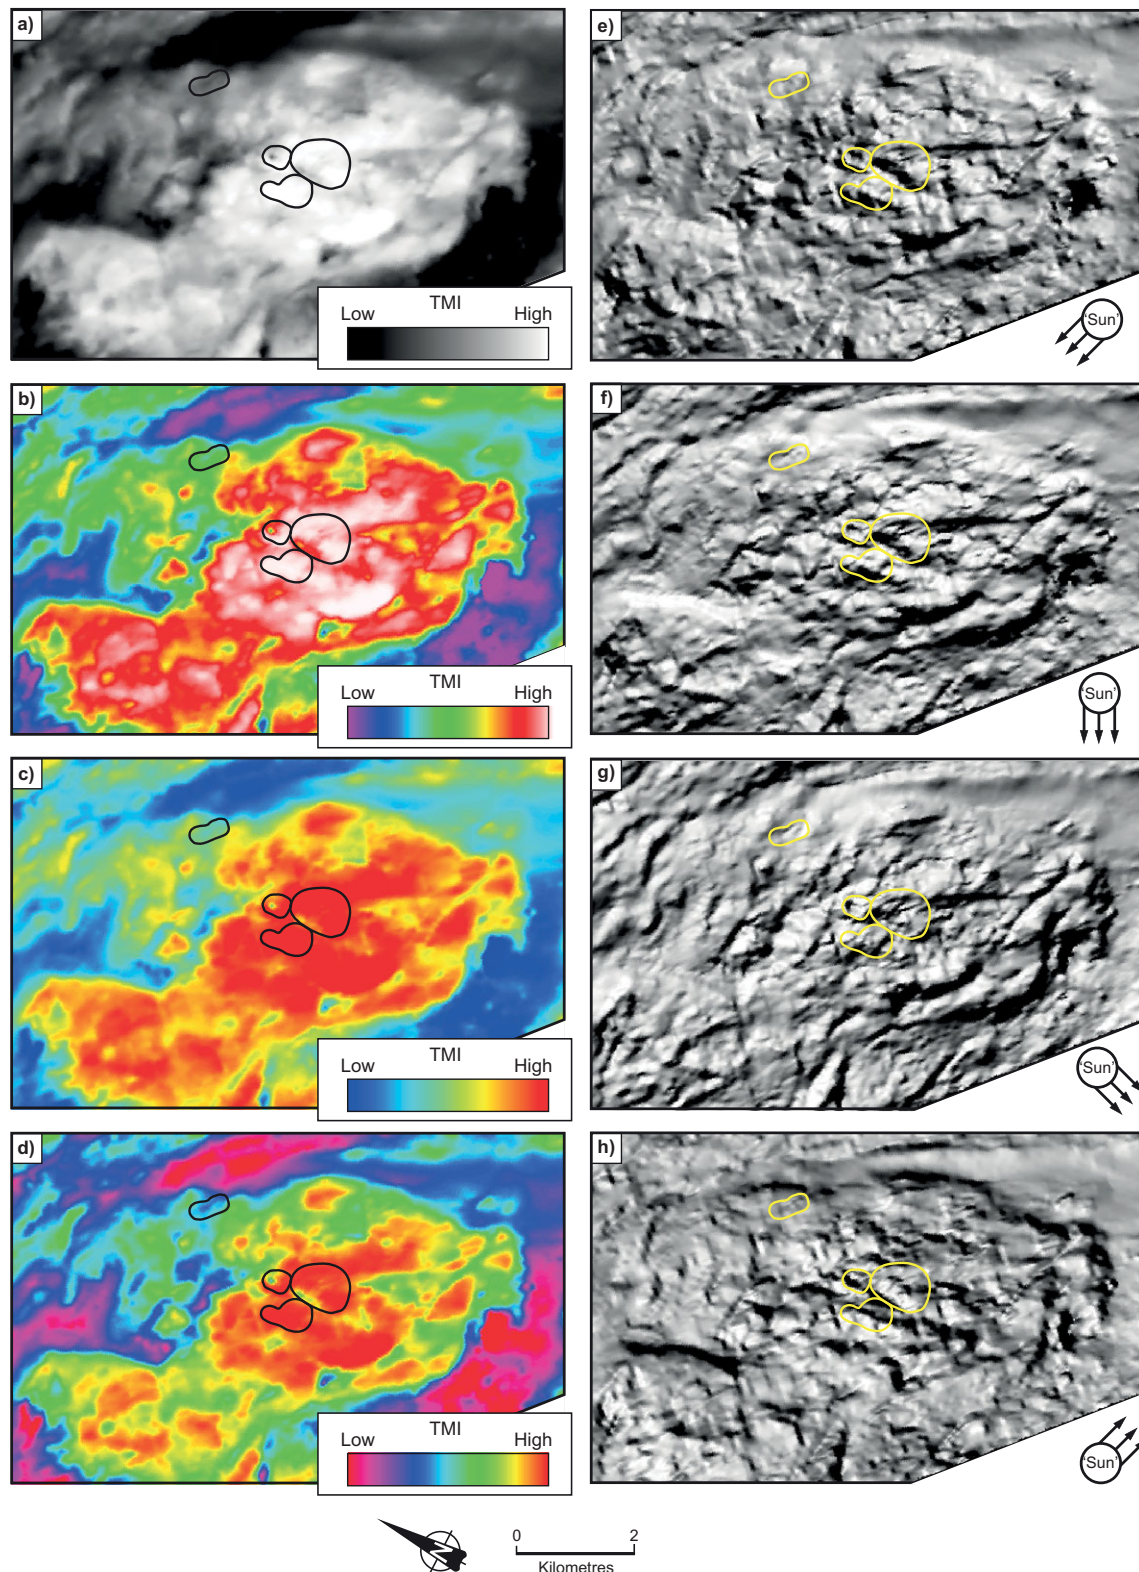 a)
TMI
Low High
b)
TMI
Low High
c)
TMI
Low High
d)
TMI
Low High
e)
'Sun'
f)
'Sun'
g)
'Sun'
h)
'Sun'
N
0 2
Kilometres